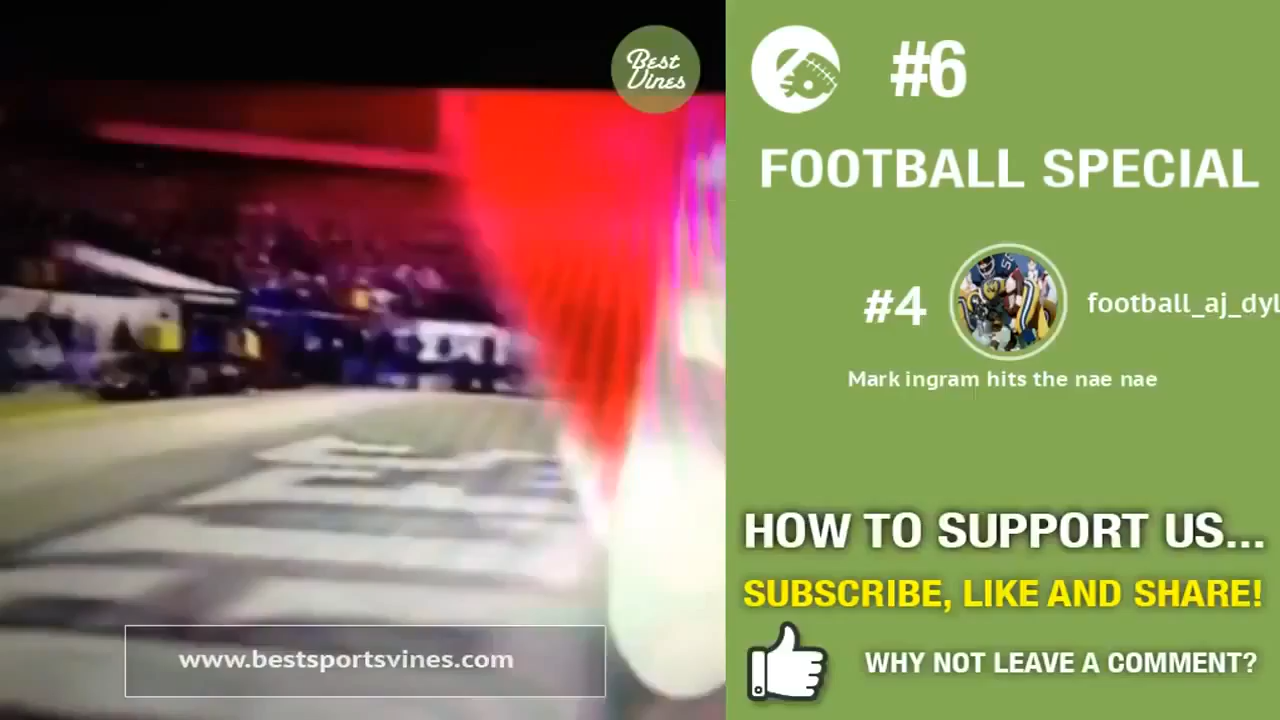 Best
Vines
#6
FOOTBALL SPECIAL
#4
football_aj_dyl
Mark ingram hits the nae nae
HOW TO SUPPORT US...
SUBSCRIBE, LIKE AND SHARE!
WHY NOT LEAVE A COMMENT?
www.bestsportsvines.com